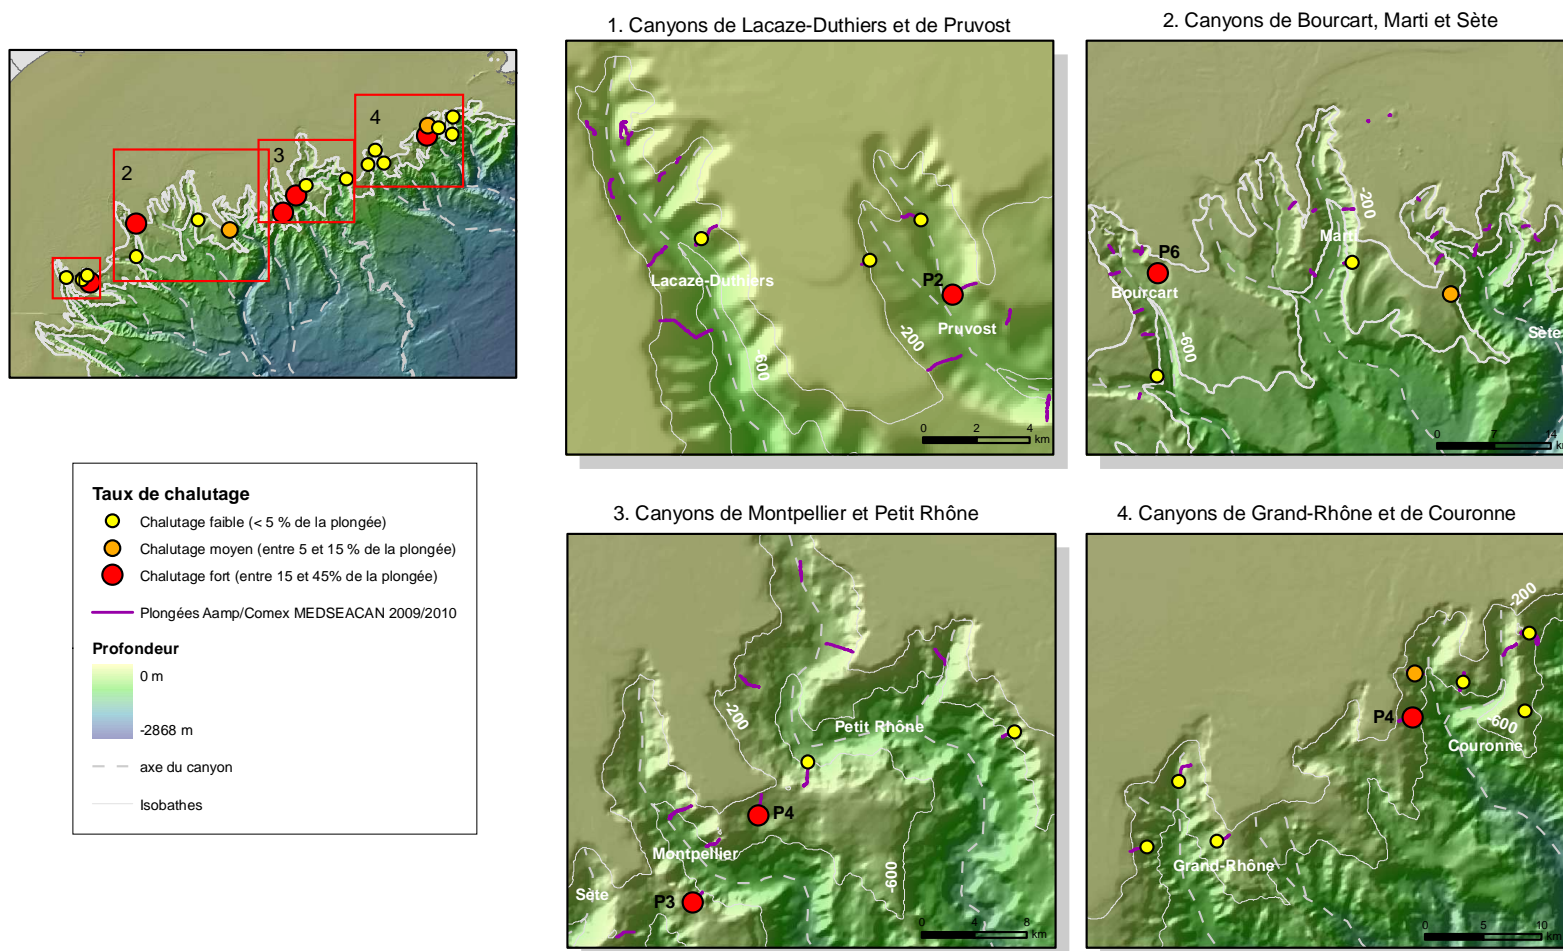 2
3
4
Taux de chalutage
Chalutage faible (< 5 % de la plongée)
Chalutage moyen (entre 5 et 15 % de la plongée)
Chalutage fort (entre 15 et 45% de la plongée)
Plongées Aamp/Comex MEDSEACAN 2009/2010
Profondeur
0 m
-2868 m
axe du canyon
Isobathes
1. Canyons de Lacaze-Duthiers et de Pruvost
Lacaze-Duthiers
P2
Pruvost
-200
-600
0 2 4
km
2. Canyons de Bourcart, Marti et Sète
-200
Marti
P6
Bourcart
-600
Sète
0 7 14
km
3. Canyons de Montpellier et Petit Rhône
-200
Petit Rhône
P4
Montpellier
-600
Sète
P3
0 4 8
km
4. Canyons de Grand-Rhône et de Couronne
-200
P4
-600
Couronne
Grand-Rhône
0 5 10
km